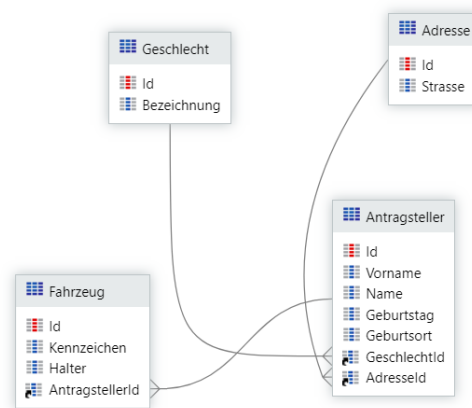 Geschlecht
Id
Bezeichnung
Adresse
Id
Strasse
Antragsteller
Id
Vorname
Name
Geburtstag
Geburtsort
GeschlechtId
AdresseId
Fahrzeug
Id
Kennzeichen
Halter
AntragstellerId